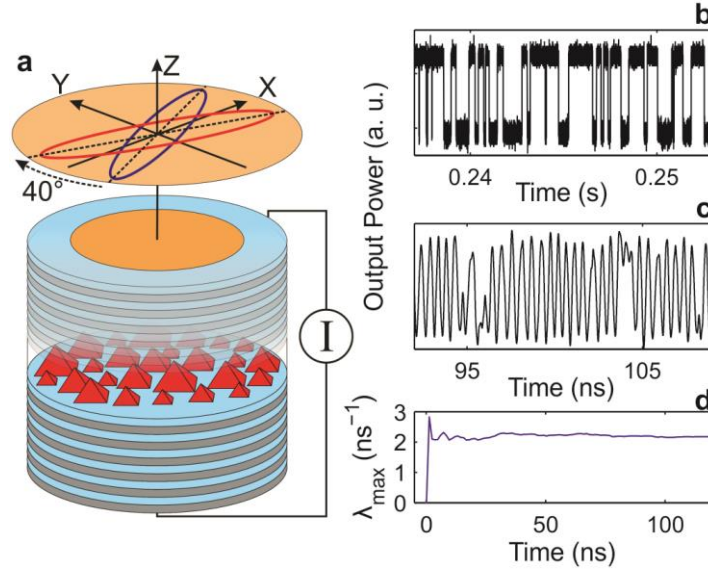 a
Z
Y
X
40°
I
b
Output Power (a. u.)
0.24
0.25
Time (s)
c
95
105
Time (ns)
d
λmax (ns⁻¹)
3
2
1
0
0
50
100
Time (ns)